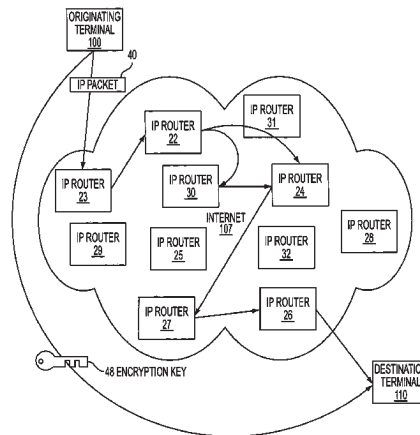 ORIGINATING
TERMINAL
100
40
IP PACKET
IP ROUTER
31
IP ROUTER
22
IP ROUTER
23
IP ROUTER
30
IP ROUTER
24
INTERNET
107
IP ROUTER
29
IP ROUTER
25
IP ROUTER
32
IP ROUTER
28
IP ROUTER
27
IP ROUTER
26
48 ENCRYPTION KEY
DESTINATION
TERMINAL
110